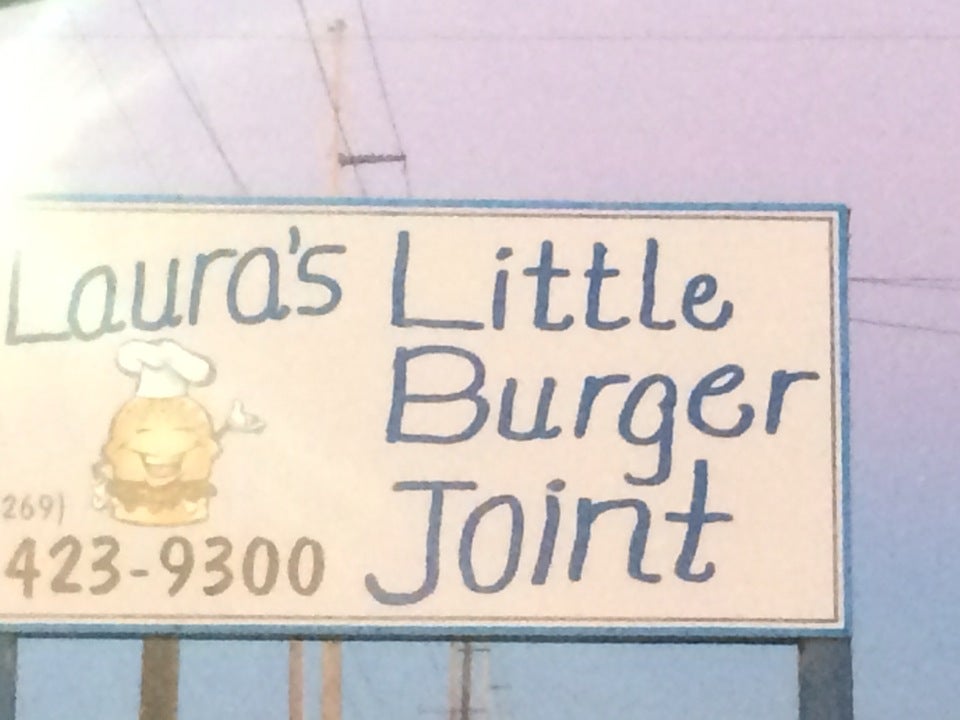 Laura's Little
Burger
Joint
269)
423-9300